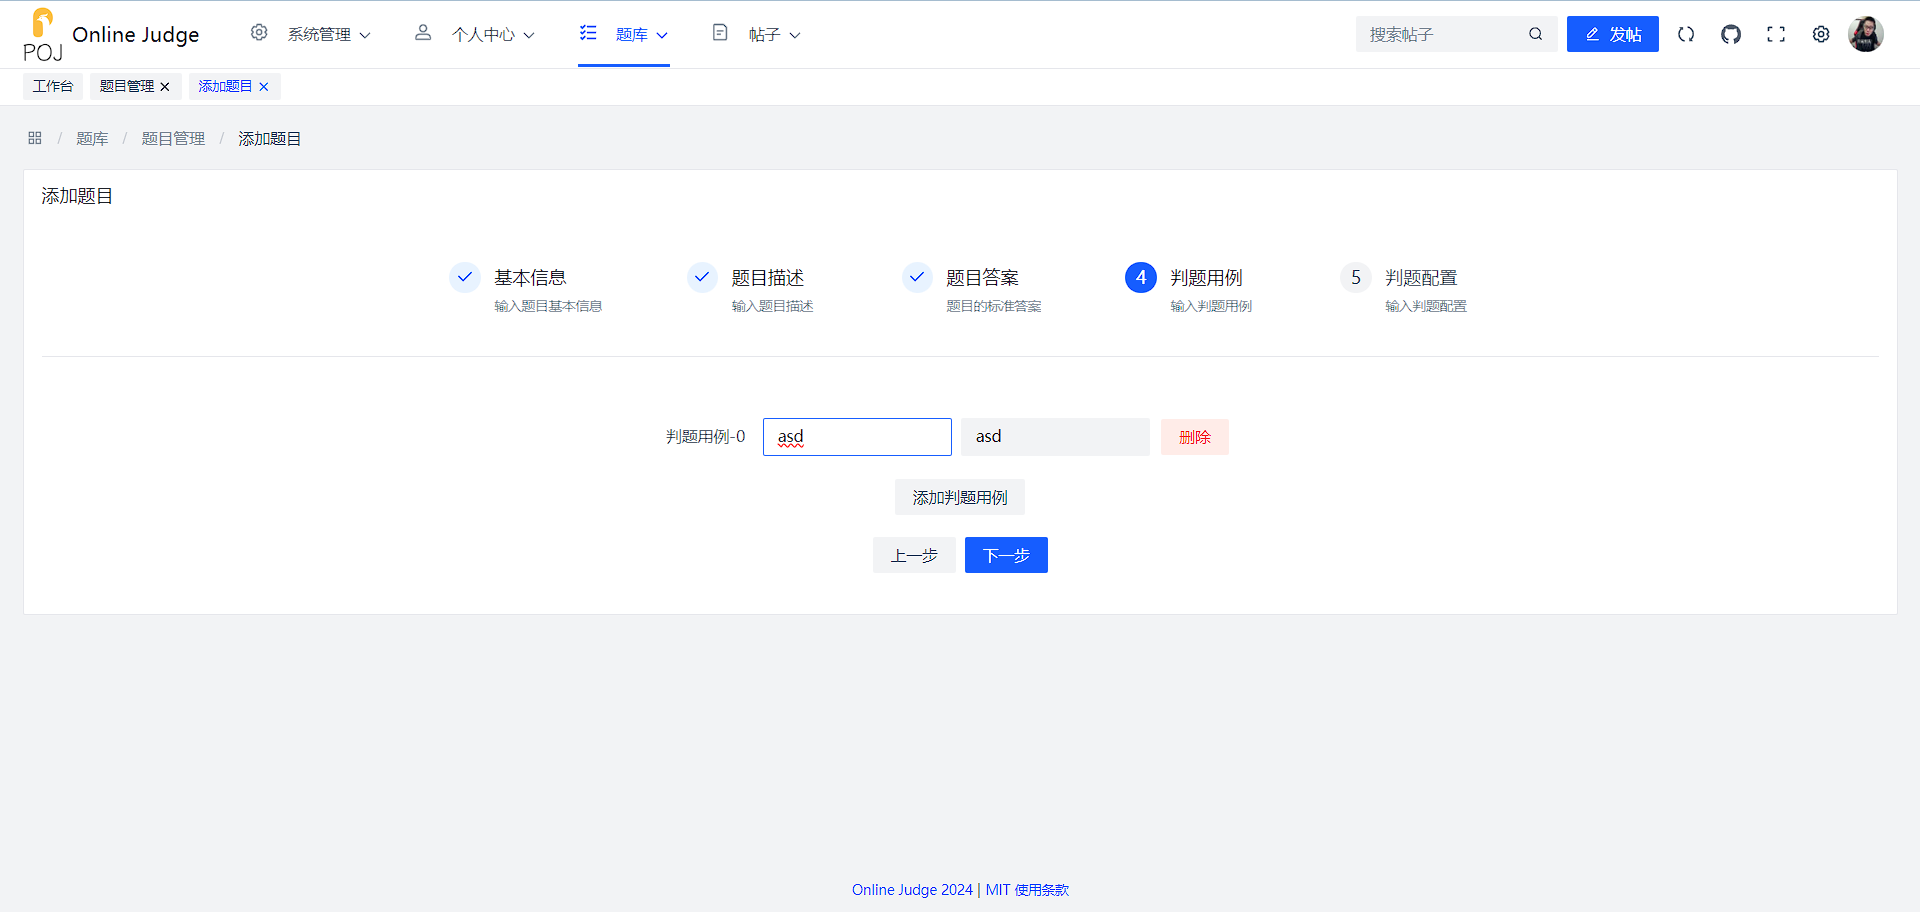 POJ Online Judge 系统管理 个人中心 题库 帖子 搜索帖子 发帖
工作台 题目管理 添加题目
/ 题库 / 题目管理 / 添加题目
添加题目
基本信息 题目描述 题目答案 4 判题用例 5 判题配置
输入题目基本信息 输入题目描述 题目的标准答案 输入判题用例 输入判题配置
判题用例-0 asd asd 删除
添加判题用例
上一步 下一步
Online Judge 2024 | MIT 使用条款